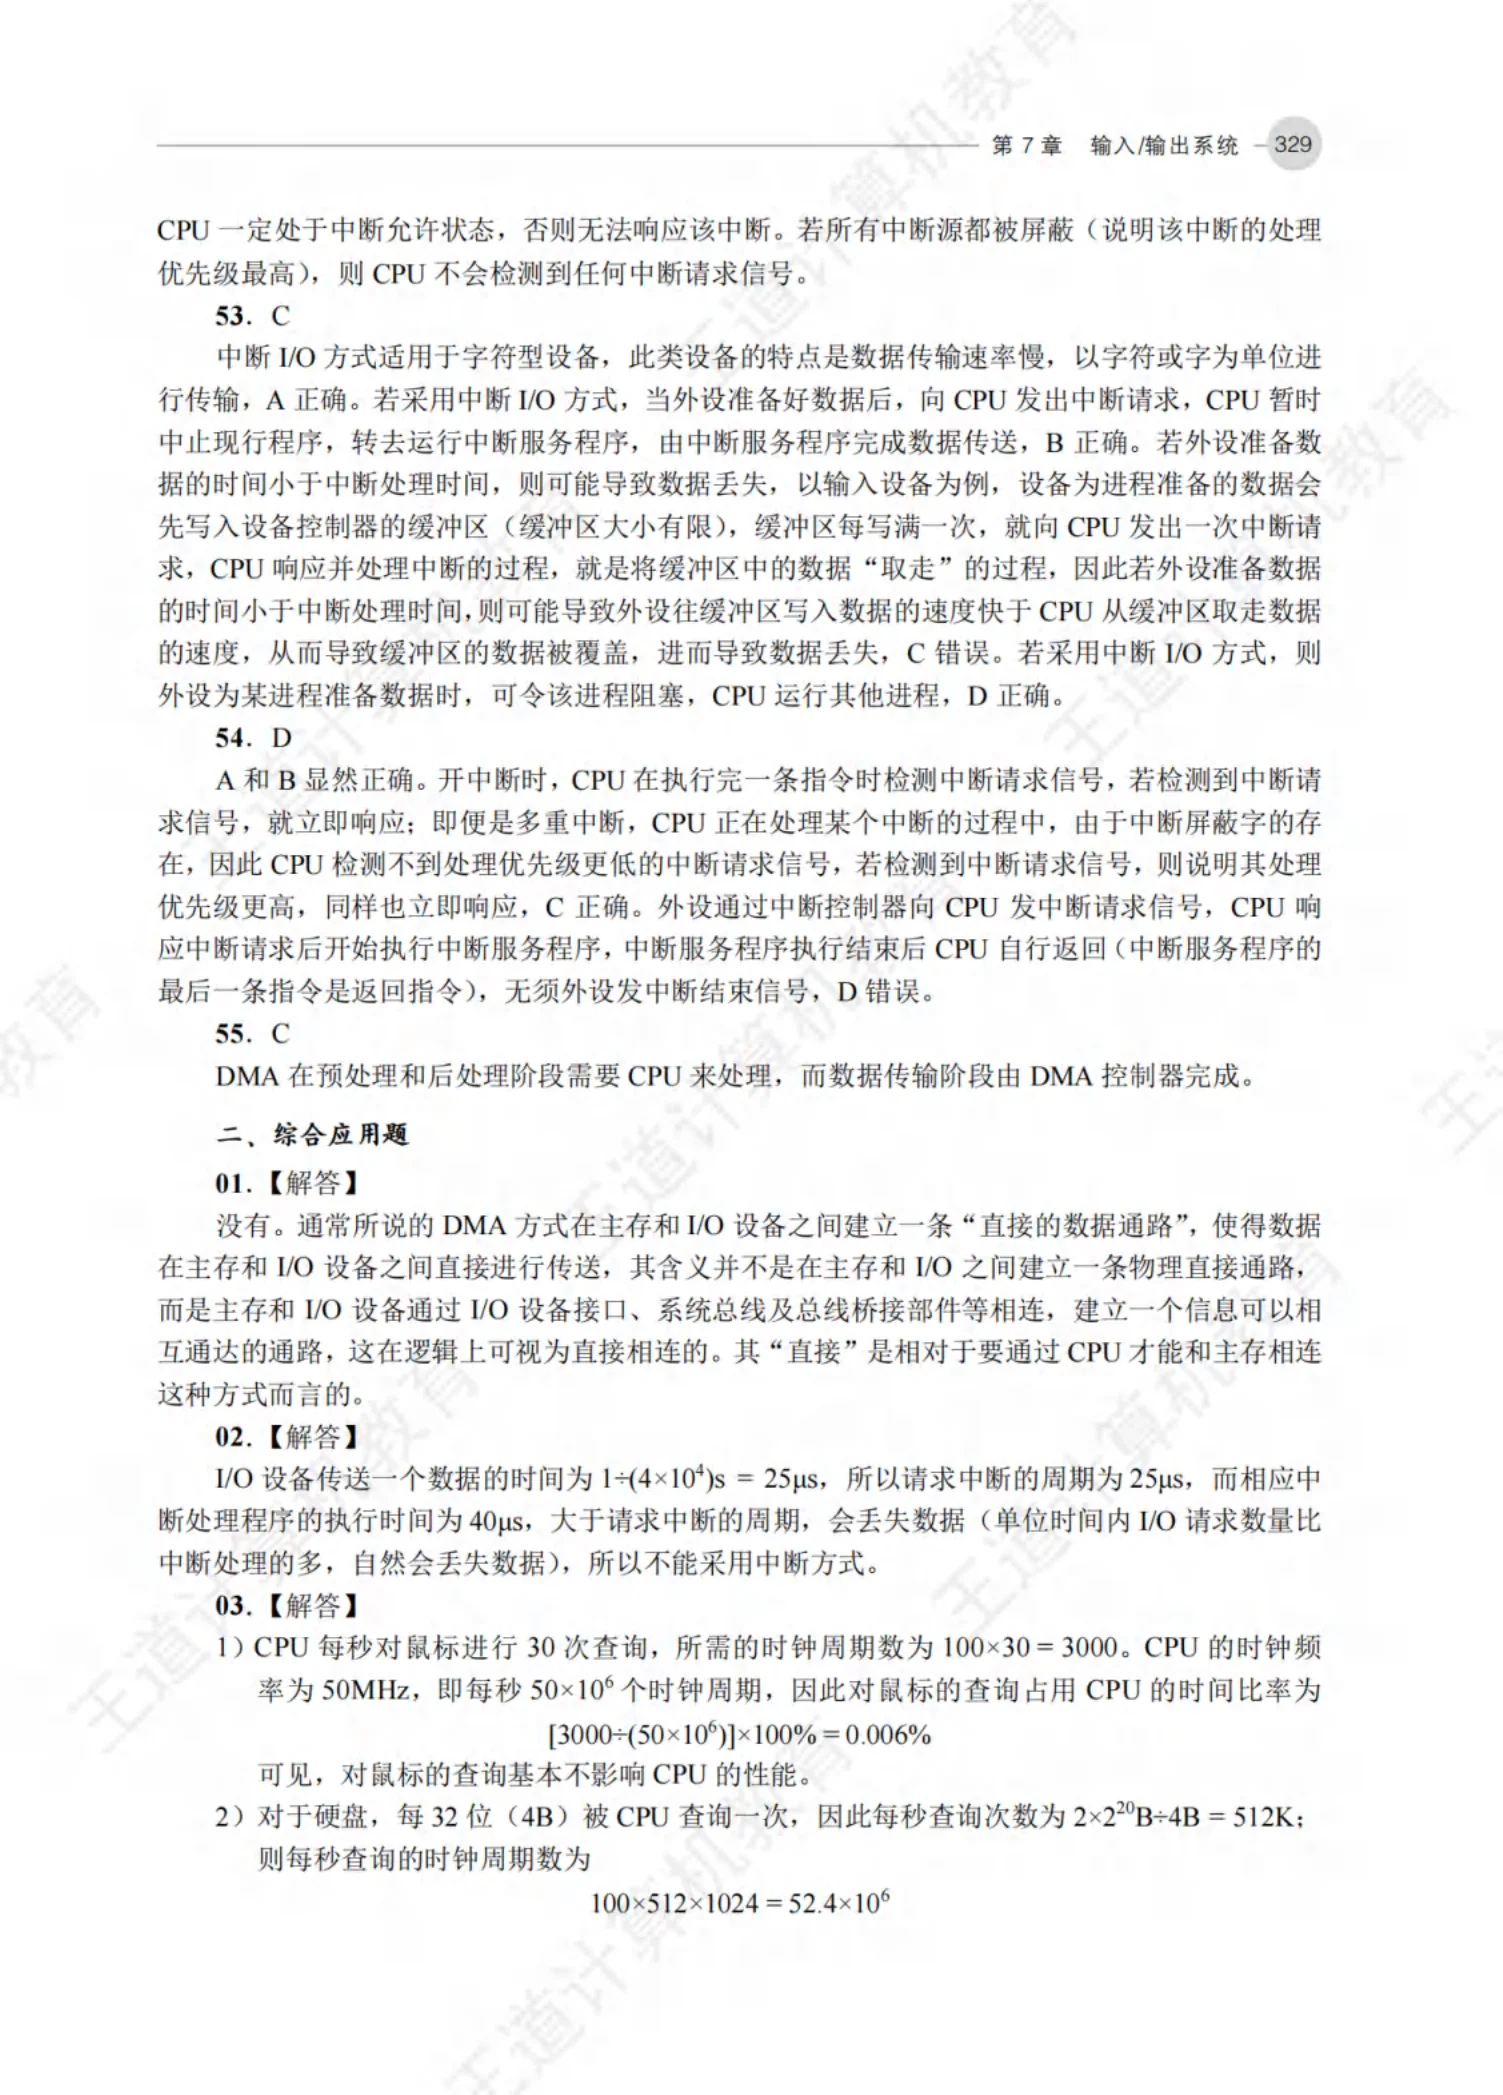 第 7 章 输入/输出系统 329
CPU 一定处于中断允许状态，否则无法响应该中断。若所有中断源都被屏蔽（说明该中断的处理
优先级最高），则 CPU 不会检测到任何中断请求信号。
53. C
中断 I/O 方式适用于字符型设备，此类设备的特点是数据传输速率慢，以字符或字为单位进
行传输，A 正确。若采用中断 I/O 方式，当外设准备好数据后，向 CPU 发出中断请求，CPU 暂时
中止现行程序，转去运行中断服务程序，由中断服务程序完成数据传送，B 正确。若外设准备数
据的时间小于中断处理时间，则可能导致数据丢失，以输入设备为例，设备为进程准备的数据会
先写入设备控制器的缓冲区（缓冲区大小有限），缓冲区每写满一次，就向 CPU 发出一次中断请
求，CPU 响应并处理中断的过程，就是将缓冲区中的数据“取走”的过程，因此若外设准备数据
的时间小于中断处理时间，则可能导致外设往缓冲区写入数据的速度快于 CPU 从缓冲区取走数据
的速度，从而导致缓冲区的数据被覆盖，进而导致数据丢失，C 错误。若采用中断 I/O 方式，则
外设为某进程准备数据时，可令该进程阻塞，CPU 运行其他进程，D 正确。
54. D
A 和 B 显然正确。开中断时，CPU 在执行完一条指令时检测中断请求信号，若检测到中断请
求信号，就立即响应；即便是多重中断，CPU 正在处理某个中断的过程中，由于中断屏蔽字的存
在，因此 CPU 检测不到处理优先级更低的中断请求信号，若检测到中断请求信号，则说明其处理
优先级更高，同样也立即响应，C 正确。外设通过中断控制器向 CPU 发中断请求信号，CPU 响
应中断请求后开始执行中断服务程序，中断服务程序执行结束后 CPU 自行返回（中断服务程序的
最后一条指令是返回指令），无须外设发中断结束信号，D 错误。
55. C
DMA 在预处理和后处理阶段需要 CPU 来处理，而数据传输阶段由 DMA 控制器完成。
二、综合应用题
01.【解答】
没有。通常所说的 DMA 方式在主存和 I/O 设备之间建立一条“直接的数据通路”，使得数据
在主存和 I/O 设备之间直接进行传送，其含义并不是在主存和 I/O 之间建立一条物理直接通路，
而是主存和 I/O 设备通过 I/O 设备接口、系统总线及总线桥接部件等相连，建立一个信息可以相
互通达的通路，这在逻辑上可视为直接相连的。其“直接”是相对于要通过 CPU 才能和主存相连
这种方式而言的。
02.【解答】
I/O 设备传送一个数据的时间为 1÷(4×10⁴)s = 25μs，所以请求中断的周期为 25μs，而相应中
断处理程序的执行时间为 40μs，大于请求中断的周期，会丢失数据（单位时间内 I/O 请求数量比
中断处理的多，自然会丢失数据），所以不能采用中断方式。
03.【解答】
1）CPU 每秒对鼠标进行 30 次查询，所需的时钟周期数为 100×30 = 3000。CPU 的时钟频
率为 50MHz，即每秒 50×10⁶ 个时钟周期，因此对鼠标的查询占用 CPU 的时间比率为
[3000÷(50×10⁶)]×100% = 0.006%
可见，对鼠标的查询基本不影响 CPU 的性能。
2）对于硬盘，每 32 位（4B）被 CPU 查询一次，因此每秒查询次数为 2×2²⁰B÷4B = 512K；
则每秒查询的时钟周期数为
100×512×1024 = 52.4×10⁶
王道计算机教育